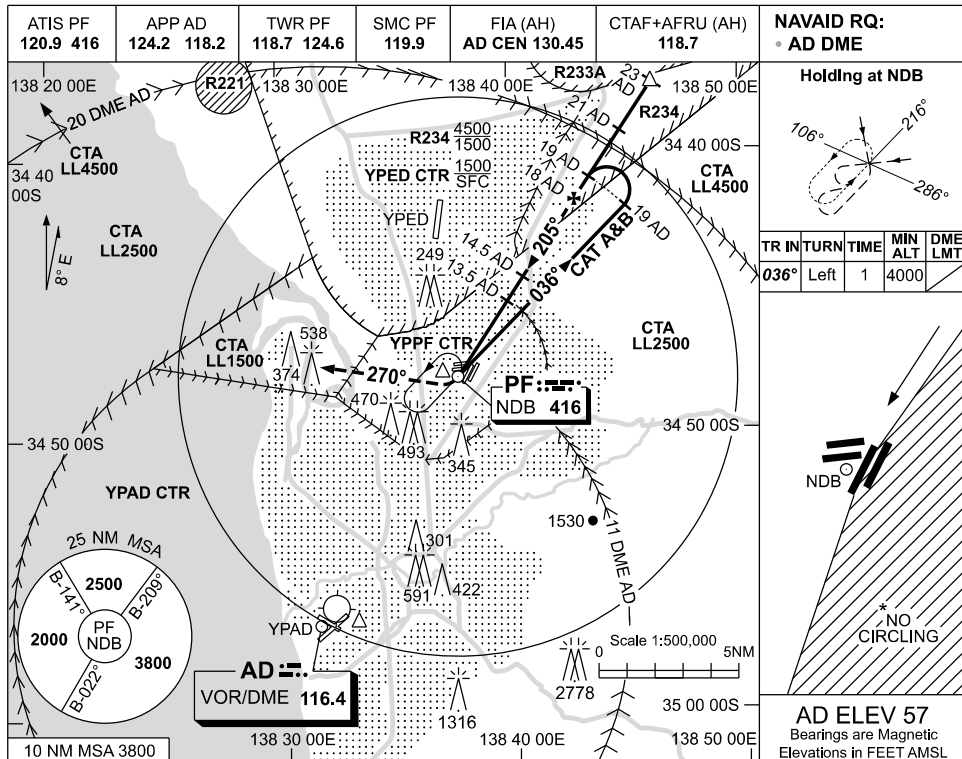 ATIS PF
120.9 416
APP AD
124.2 118.2
TWR PF
118.7 124.6
SMC PF
119.9
FIA (AH)
AD CEN 130.45
CTAF+AFRU (AH)
118.7
NAVAID RQ:
• AD DME
138 20 00E
R221
138 30 00E
138 40 00E
R233A
23 AD
138 50 00E
20 DME AD
CTA
LL4500
34 40
00S
R234 4500
1500
YPED CTR 1500
SFC
21 AD
R234
19 AD
18 AD
34 40 00S
CTA
LL4500
CTA
LL2500
8° E
YPED
249
14.5 AD
13.5 AD
205°
036°
CAT A&B
19 AD
CTA
LL2500
CTA
LL1500
538
374
YPPF CTR
270°
470
493
345
PF
NDB 416
34 50 00S
34 50 00S
YPAD CTR
1530
11 DME AD
301
591
422
25 NM MSA
2500
B-141°
B-209°
2000
PF
NDB
3800
B-022°
10 NM MSA 3800
YPAD
AD
VOR/DME 116.4
Scale 1:500,000
0
5NM
2778
1316
35 00 00S
138 30 00E
138 40 00E
138 50 00E
Holding at NDB
106°
216°
286°
TR IN
TURN
TIME
MIN
ALT
DME
LMT
036°
Left
1
4000
NDB
*NO
CIRCLING
AD ELEV 57
Bearings are Magnetic
Elevations in FEET AMSL